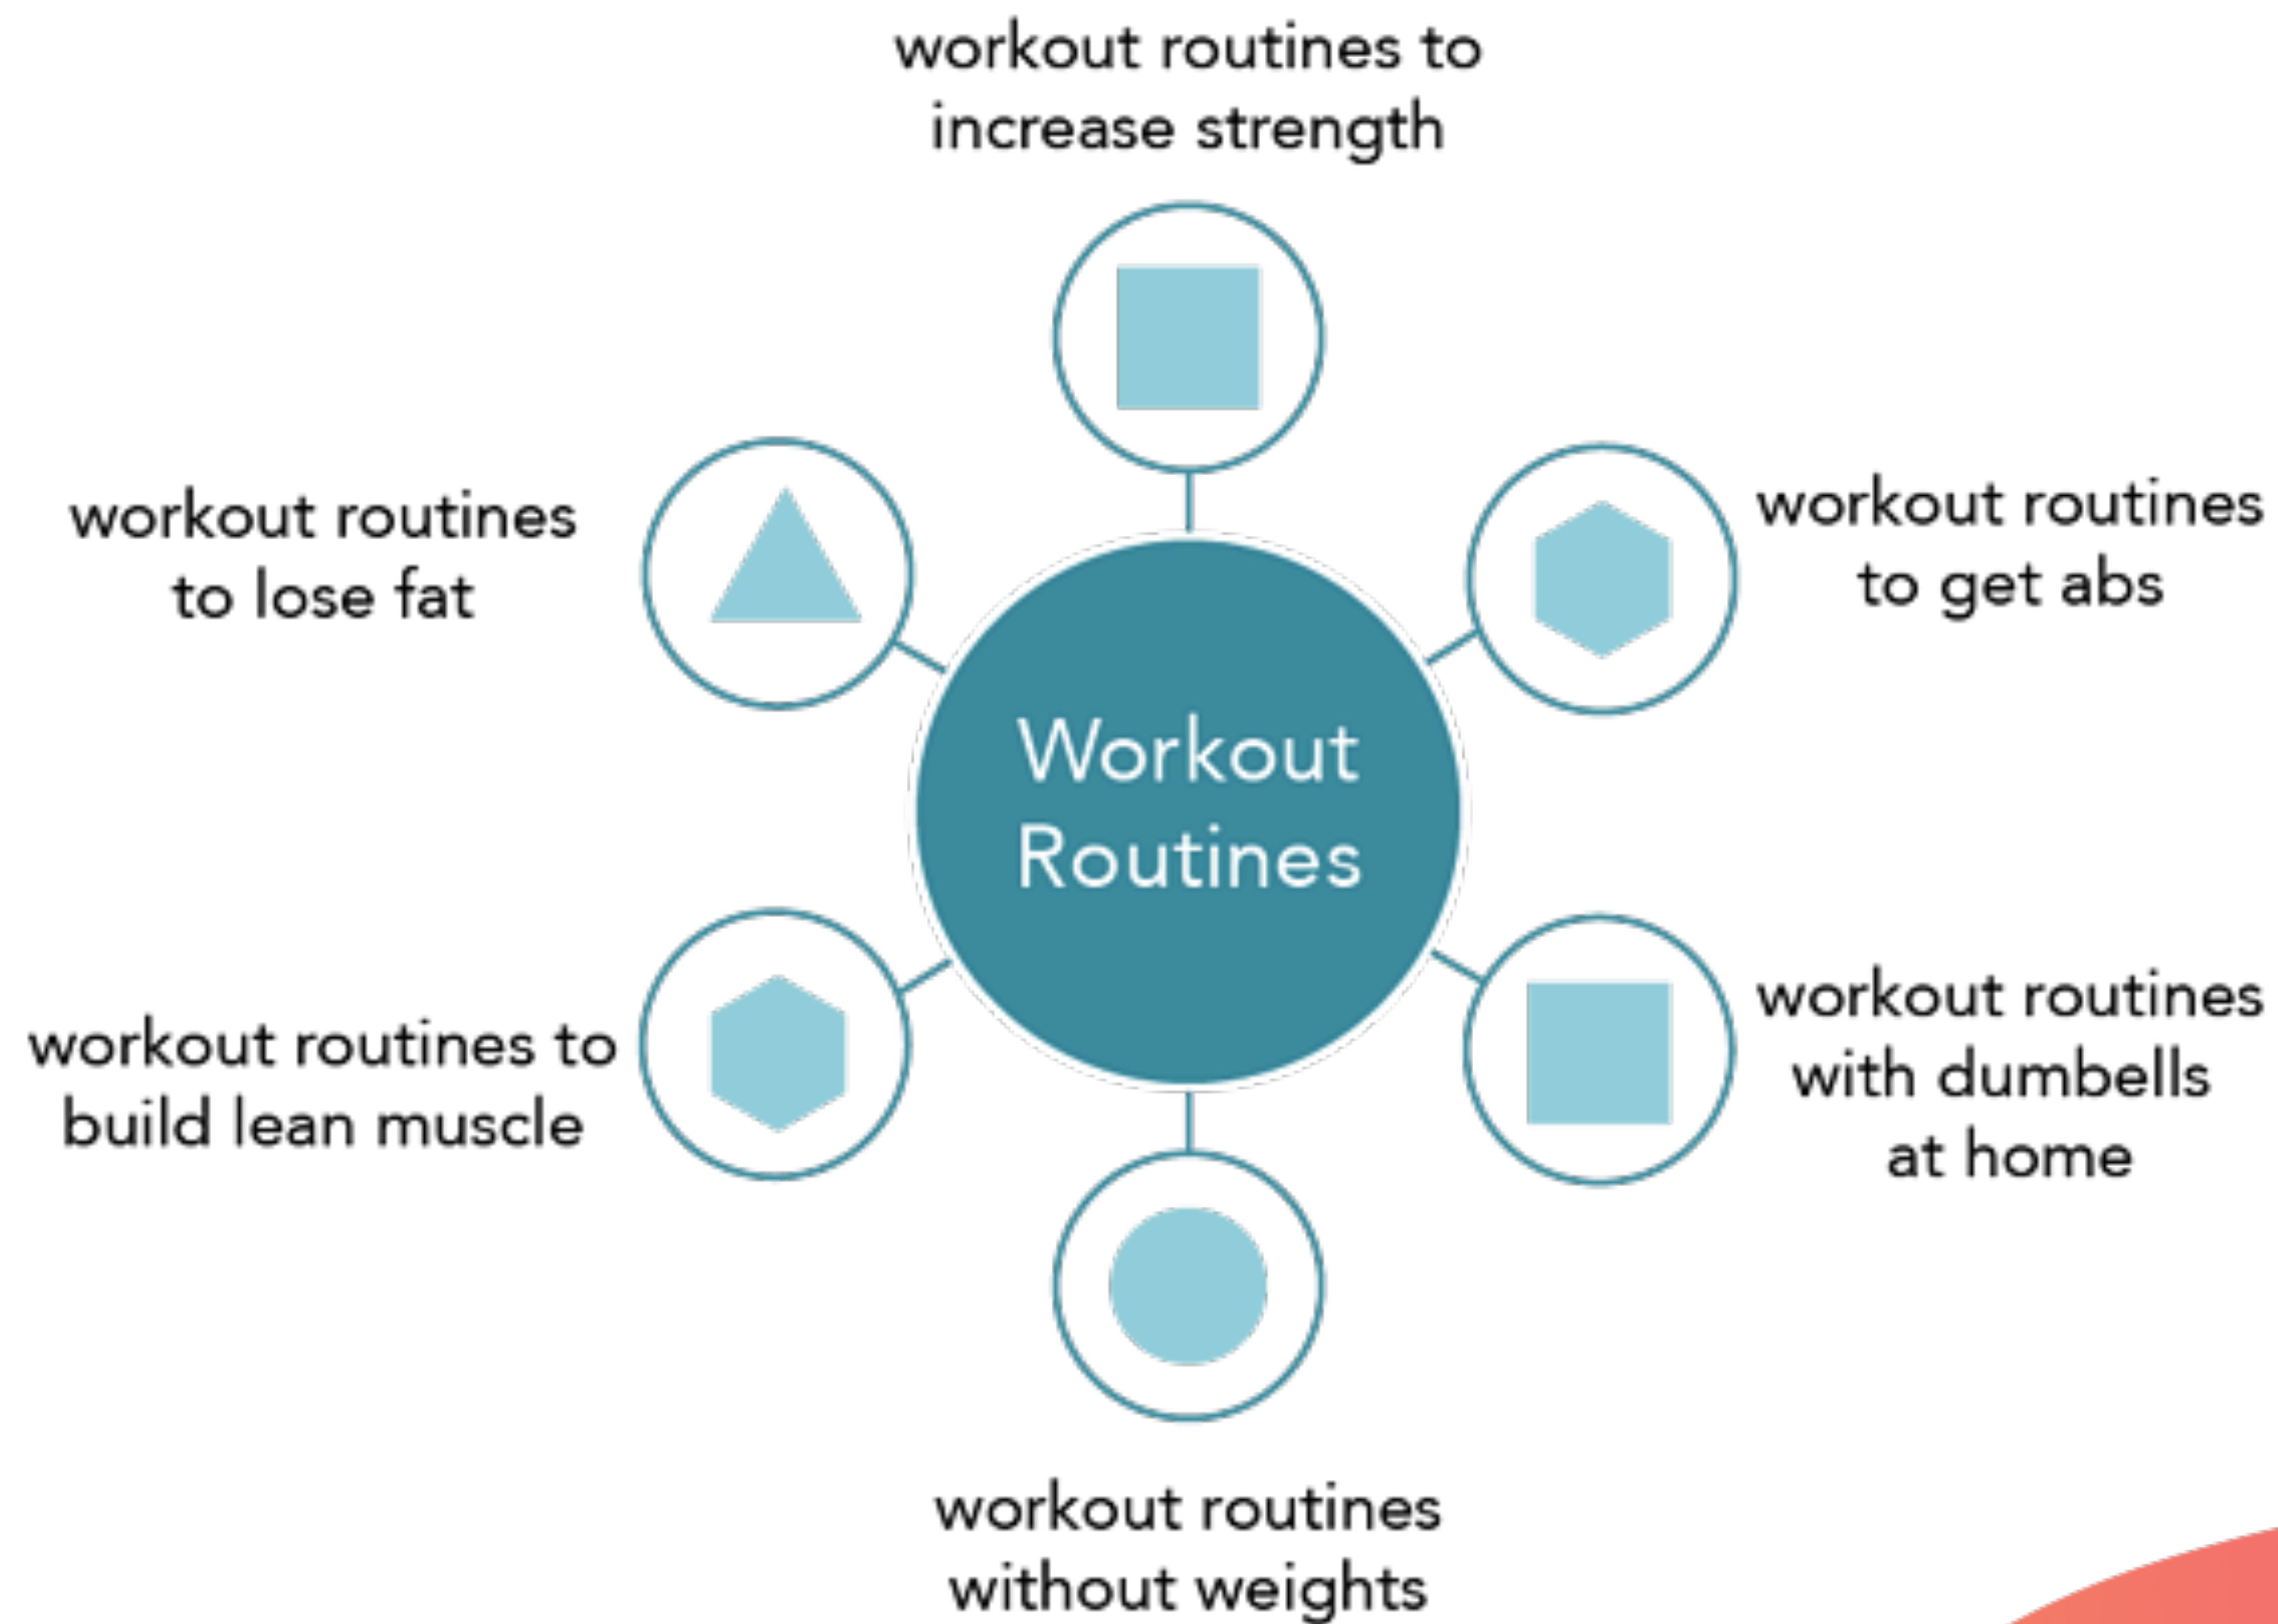 workout routines to
increase strength
workout routines
to lose fat
workout routines
to get abs
Workout
Routines
workout routines to
build lean muscle
workout routines
with dumbells
at home
workout routines
without weights